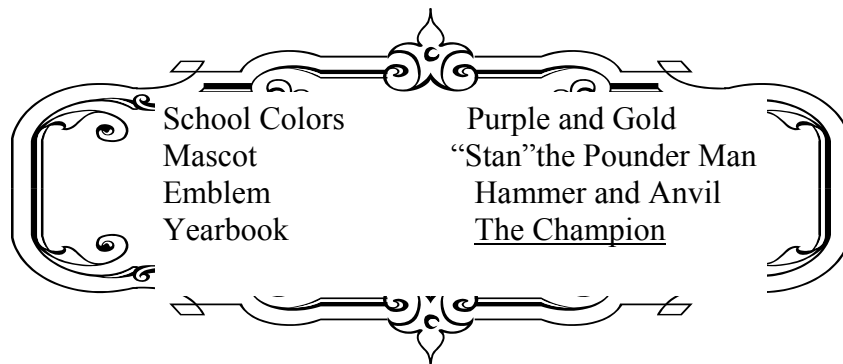 School Colors Purple and Gold
Mascot “Stan”the Pounder Man
Emblem Hammer and Anvil
Yearbook The Champion